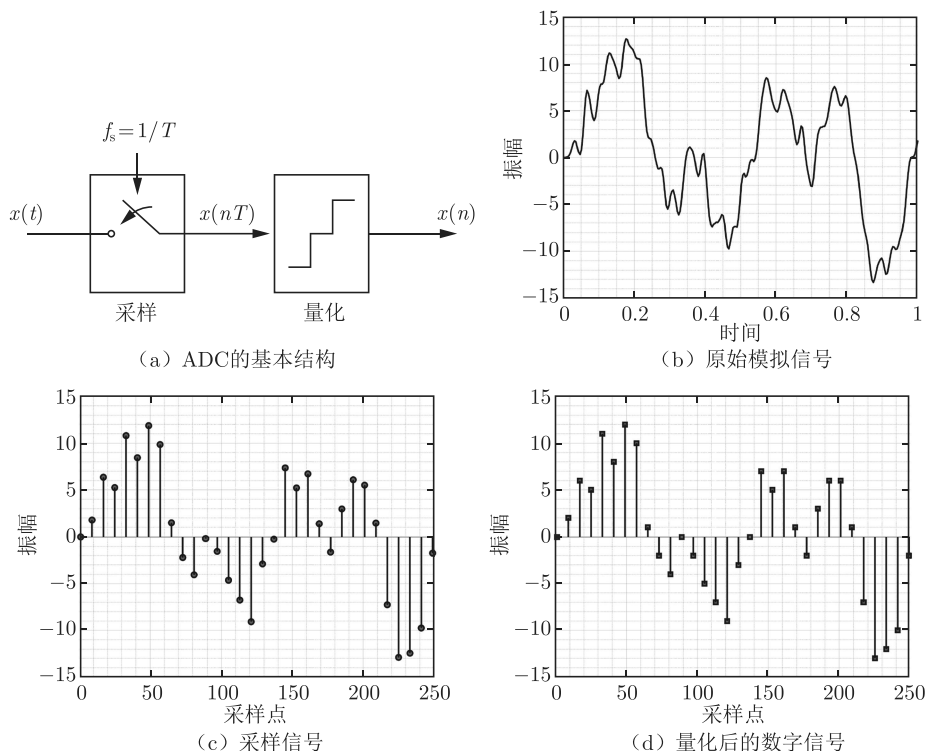 f_s=1/T
x(t)
x(nT)
x(n)
采样
量化
（a）ADC的基本结构
15
10
5
0
−5
−10
−15
振幅
0
0.2
0.4
0.6
0.8
1
时间
（b）原始模拟信号
15
10
5
0
−5
−10
−15
振幅
0
50
100
150
200
250
采样点
（c）采样信号
15
10
5
0
−5
−10
−15
振幅
0
50
100
150
200
250
采样点
（d）量化后的数字信号